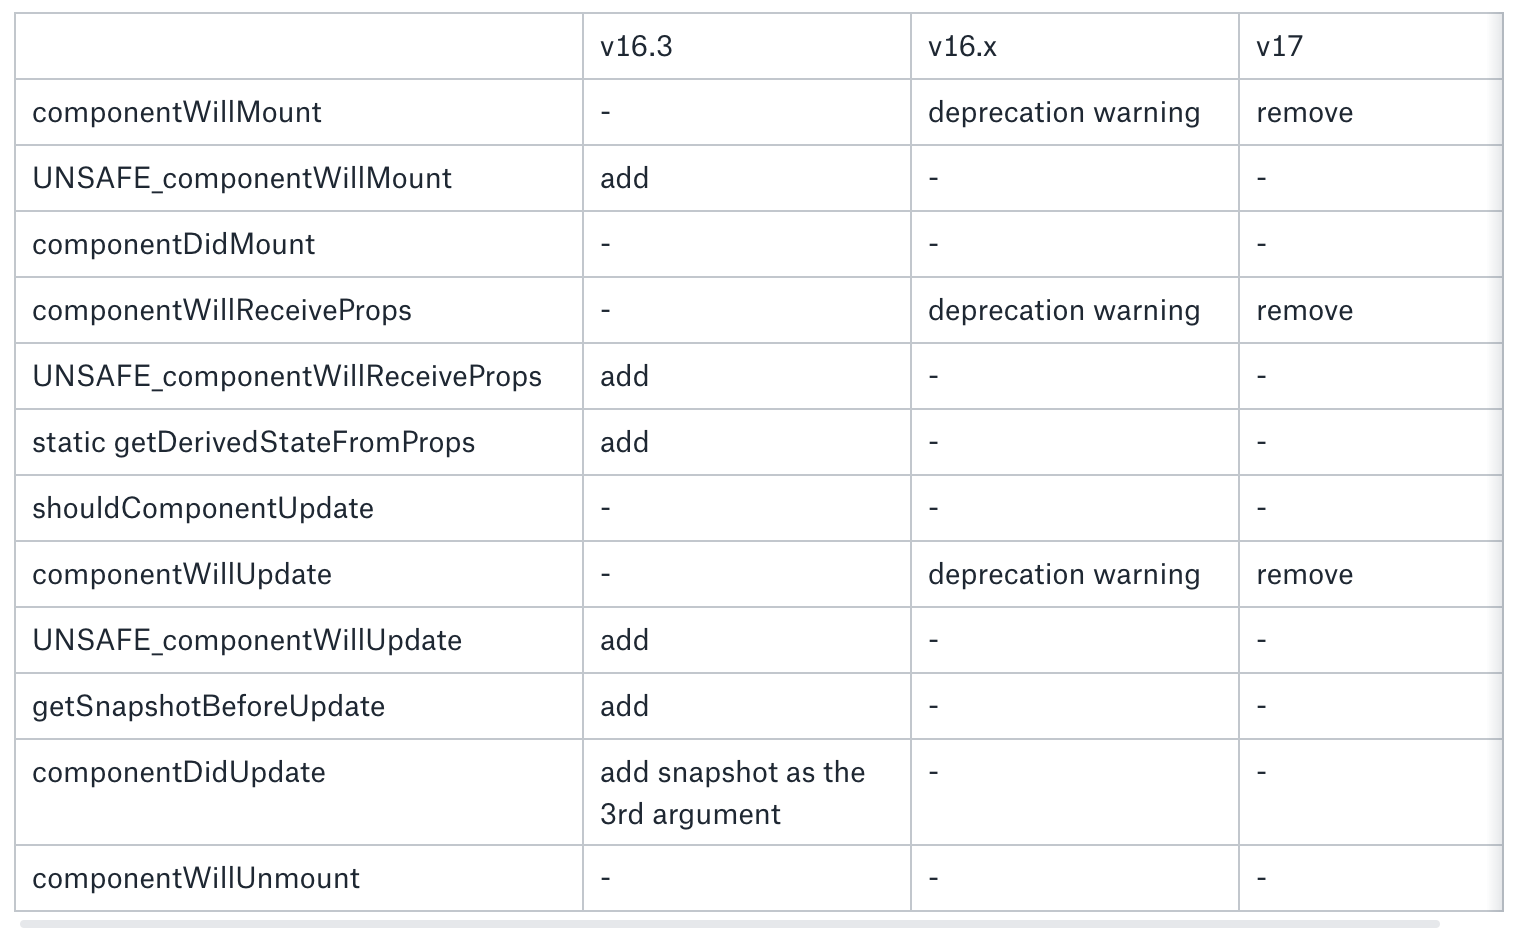 v16.3 v16.x v17
componentWillMount - deprecation warning remove
UNSAFE_componentWillMount add - -
componentDidMount - - -
componentWillReceiveProps - deprecation warning remove
UNSAFE_componentWillReceiveProps add - -
static getDerivedStateFromProps add - -
shouldComponentUpdate - - -
componentWillUpdate - deprecation warning remove
UNSAFE_componentWillUpdate add - -
getSnapshotBeforeUpdate add - -
componentDidUpdate add snapshot as the - -
3rd argument
componentWillUnmount - - -